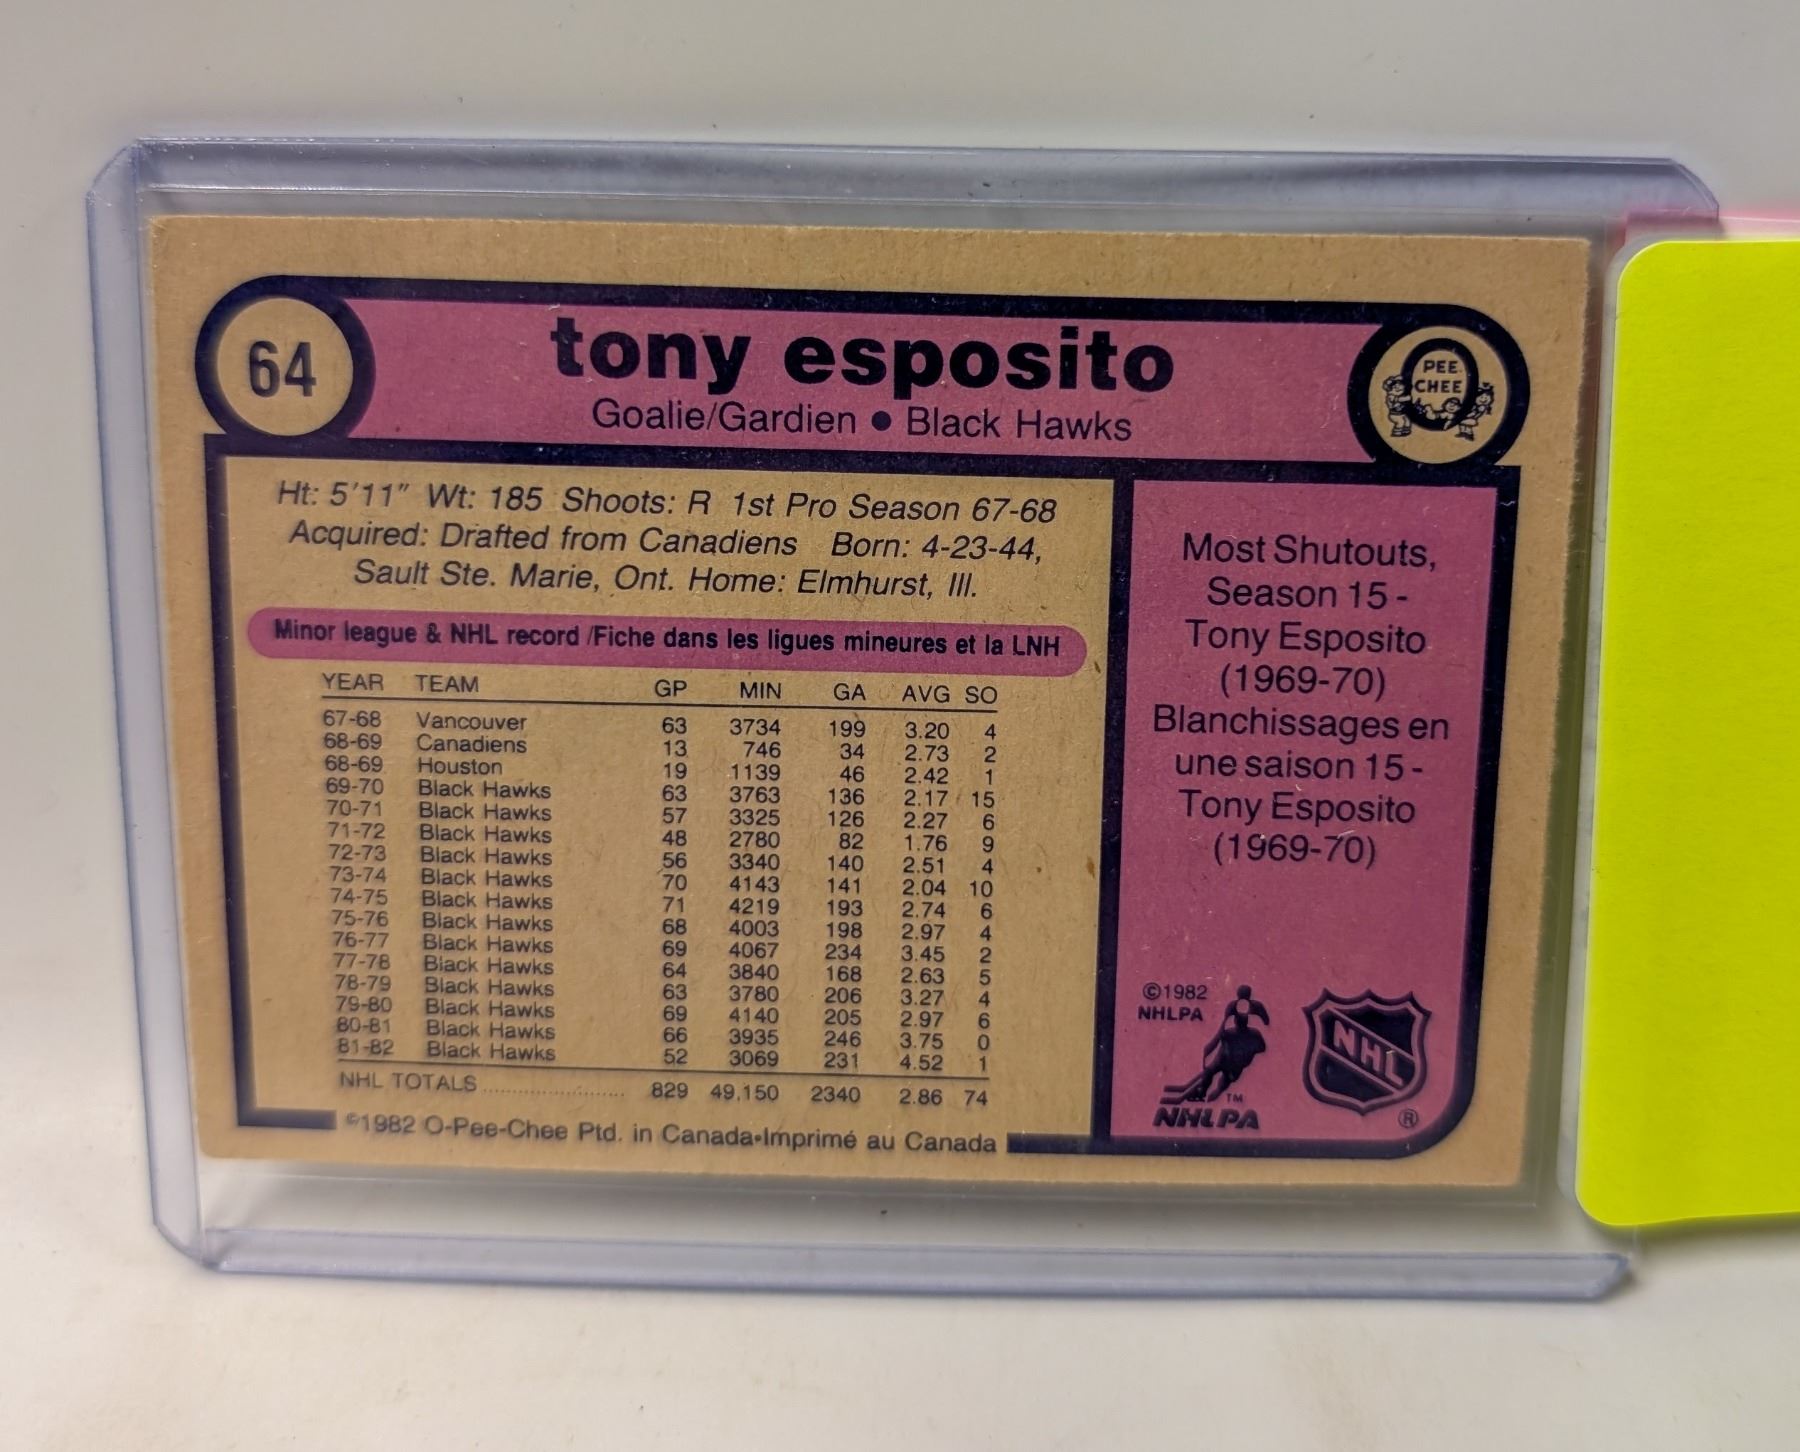 64
tony esposito
Goalie/Gardien ● Black Hawks
PEE
CHEE
Ht: 5'11" Wt: 185 Shoots: R 1st Pro Season 67-68
Acquired: Drafted from Canadiens Born: 4-23-44,
Sault Ste. Marie, Ont. Home: Elmhurst, Ill.
Minor league & NHL record /Fiche dans les ligues mineures et la LNH
YEAR TEAM GP MIN GA AVG SO
67-68 Vancouver 63 3734 199 3.20 4
68-69 Canadiens 13 746 34 2.73 2
68-69 Houston 19 1139 46 2.42 1
69-70 Black Hawks 63 3763 136 2.17 15
70-71 Black Hawks 57 3325 126 2.27 6
71-72 Black Hawks 48 2780 82 1.76 9
72-73 Black Hawks 56 3340 140 2.51 4
73-74 Black Hawks 70 4143 141 2.04 10
74-75 Black Hawks 71 4219 193 2.74 6
75-76 Black Hawks 68 4003 198 2.97 4
76-77 Black Hawks 69 4067 234 3.45 2
77-78 Black Hawks 64 3840 168 2.63 5
78-79 Black Hawks 63 3780 206 3.27 4
79-80 Black Hawks 69 4140 205 2.97 6
80-81 Black Hawks 66 3935 246 3.75 0
81-82 Black Hawks 52 3069 231 4.52 1
NHL TOTALS ........................ 829 49,150 2340 2.86 74
©1982 O-Pee-Chee Ptd. in Canada•Imprimé au Canada
Most Shutouts,
Season 15 -
Tony Esposito
(1969-70)
Blanchissages en
une saison 15 -
Tony Esposito
(1969-70)
©1982
NHLPA
TM
NHLPA
NHL
®